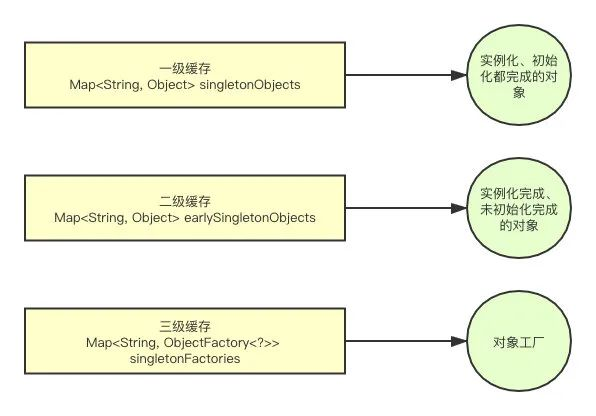 一级缓存
Map<String, Object> singletonObjects
实例化、初始
化都完成的对
象
二级缓存
Map<String, Object> earlySingletonObjects
实例化完成、
未初始化完成
的对象
三级缓存
Map<String, ObjectFactory<?>>
singletonFactories
对象工厂